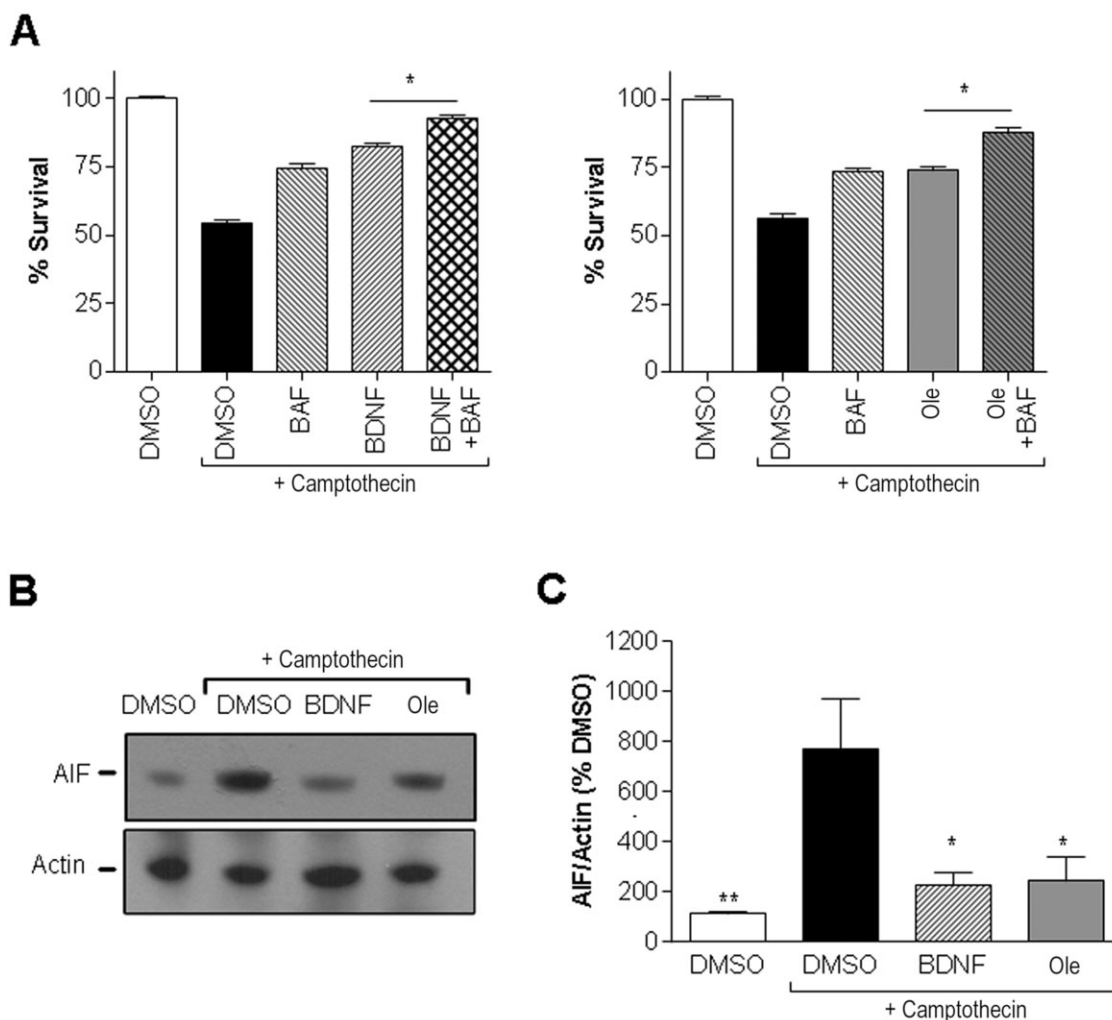 A
% Survival
100
75
50
25
0
*
DMSO
DMSO
BAF
BDNF
BDNF
+BAF
+ Camptothecin
% Survival
100
75
50
25
0
*
DMSO
DMSO
BAF
Ole
Ole
+BAF
+ Camptothecin
B
+ Camptothecin
DMSO DMSO BDNF Ole
AIF
Actin
C
AIF/Actin (% DMSO)
1200
1000
800
600
400
200
0
**
*
*
DMSO DMSO BDNF Ole
+ Camptothecin